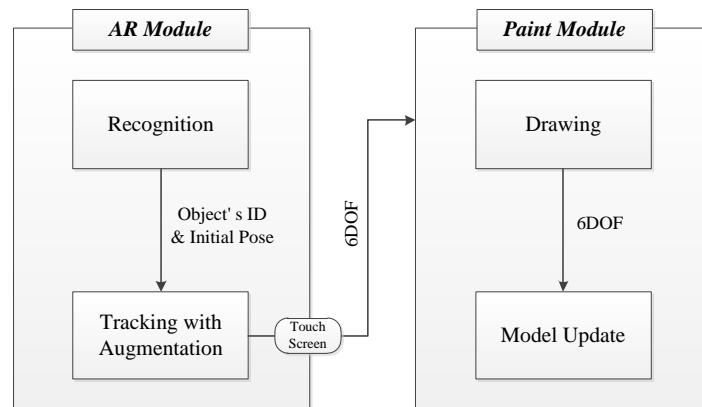 AR Module
Recognition
Object' s ID
& Initial Pose
Tracking with
Augmentation
Touch
Screen
6DOF
Paint Module
Drawing
6DOF
Model Update